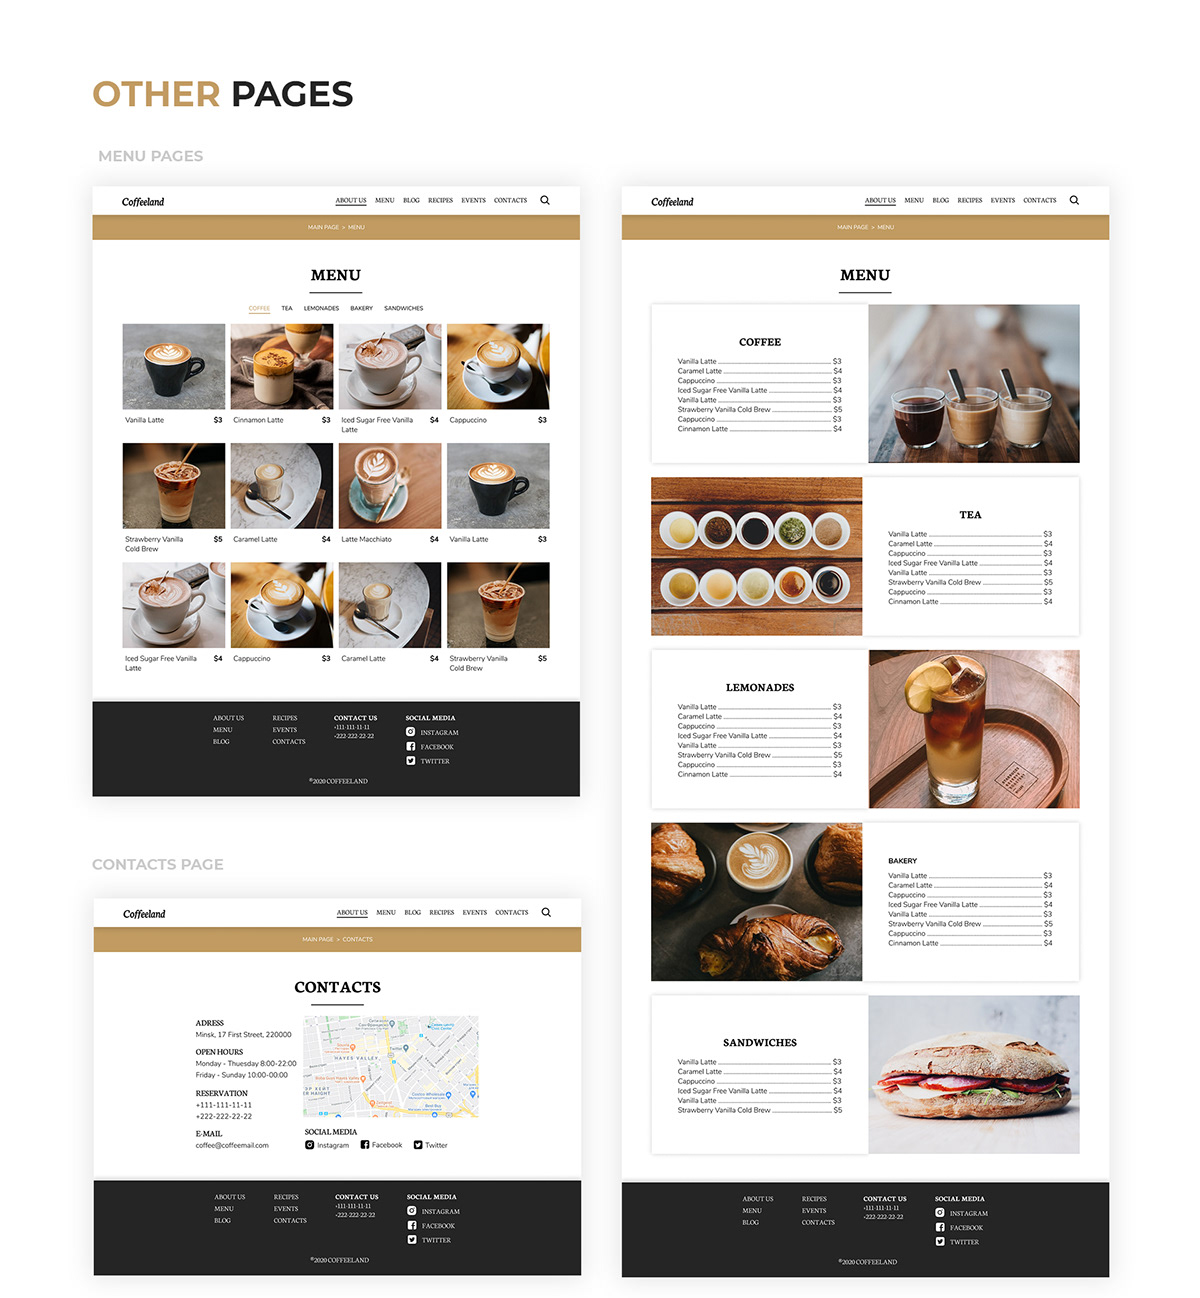 OTHER PAGES
MENU PAGES
Coffeeland
ABOUT US MENU BLOG RECIPES EVENTS CONTACTS
MAIN PAGE > MENU
MENU
COFFEE TEA LEMONADES BAKERY SANDWICHES
Vanilla Latte $3 Cinnamon Latte $3 Iced Sugar Free Vanilla $4 Cappuccino $3
Latte
Strawberry Vanilla $5 Caramel Latte $4 Latte Macchiato $4 Vanilla Latte $3
Cold Brew
Iced Sugar Free Vanilla $4 Cappuccino $3 Caramel Latte $4 Strawberry Vanilla $5
Latte Cold Brew
ABOUT US RECIPES CONTACT US SOCIAL MEDIA
MENU EVENTS +111-111-11-11 INSTAGRAM
BLOG CONTACTS +222-222-22-22 FACEBOOK
TWITTER
©2020 COFFEELAND
CONTACTS PAGE
Coffeeland
ABOUT US MENU BLOG RECIPES EVENTS CONTACTS
MAIN PAGE > CONTACTS
CONTACTS
ADRESS
Minsk, 17 First Street, 220000
OPEN HOURS
Monday - Thuesday 8:00-22:00
Friday - Sunday 10:00-00:00
RESERVATION
+111-111-11-11
+222-222-22-22
E-MAIL
coffee@coffeemail.com
HAYES VALLEY
SOCIAL MEDIA
Instagram Facebook Twitter
ABOUT US RECIPES CONTACT US SOCIAL MEDIA
MENU EVENTS +111-111-11-11 INSTAGRAM
BLOG CONTACTS +222-222-22-22 FACEBOOK
TWITTER
©2020 COFFEELAND
Coffeeland
ABOUT US MENU BLOG RECIPES EVENTS CONTACTS
MAIN PAGE > MENU
MENU
COFFEE
Vanilla Latte $3
Caramel Latte $4
Cappuccino $3
Iced Sugar Free Vanilla Latte $4
Vanilla Latte $3
Strawberry Vanilla Cold Brew $5
Cappuccino $3
Cinnamon Latte $4
TEA
Vanilla Latte $3
Caramel Latte $4
Cappuccino $3
Iced Sugar Free Vanilla Latte $4
Vanilla Latte $3
Strawberry Vanilla Cold Brew $5
Cappuccino $3
Cinnamon Latte $4
LEMONADES
Vanilla Latte $3
Caramel Latte $4
Cappuccino $3
Iced Sugar Free Vanilla Latte $4
Vanilla Latte $3
Strawberry Vanilla Cold Brew $5
Cappuccino $3
Cinnamon Latte $4
BAKERY
Vanilla Latte $3
Caramel Latte $4
Cappuccino $3
Iced Sugar Free Vanilla Latte $4
Vanilla Latte $3
Strawberry Vanilla Cold Brew $5
Cappuccino $3
Cinnamon Latte $4
SANDWICHES
Vanilla Latte $3
Caramel Latte $4
Cappuccino $3
Iced Sugar Free Vanilla Latte $4
Vanilla Latte $3
Strawberry Vanilla Cold Brew $5
ABOUT US RECIPES CONTACT US SOCIAL MEDIA
MENU EVENTS +111-111-11-11 INSTAGRAM
BLOG CONTACTS +222-222-22-22 FACEBOOK
TWITTER
©2020 COFFEELAND